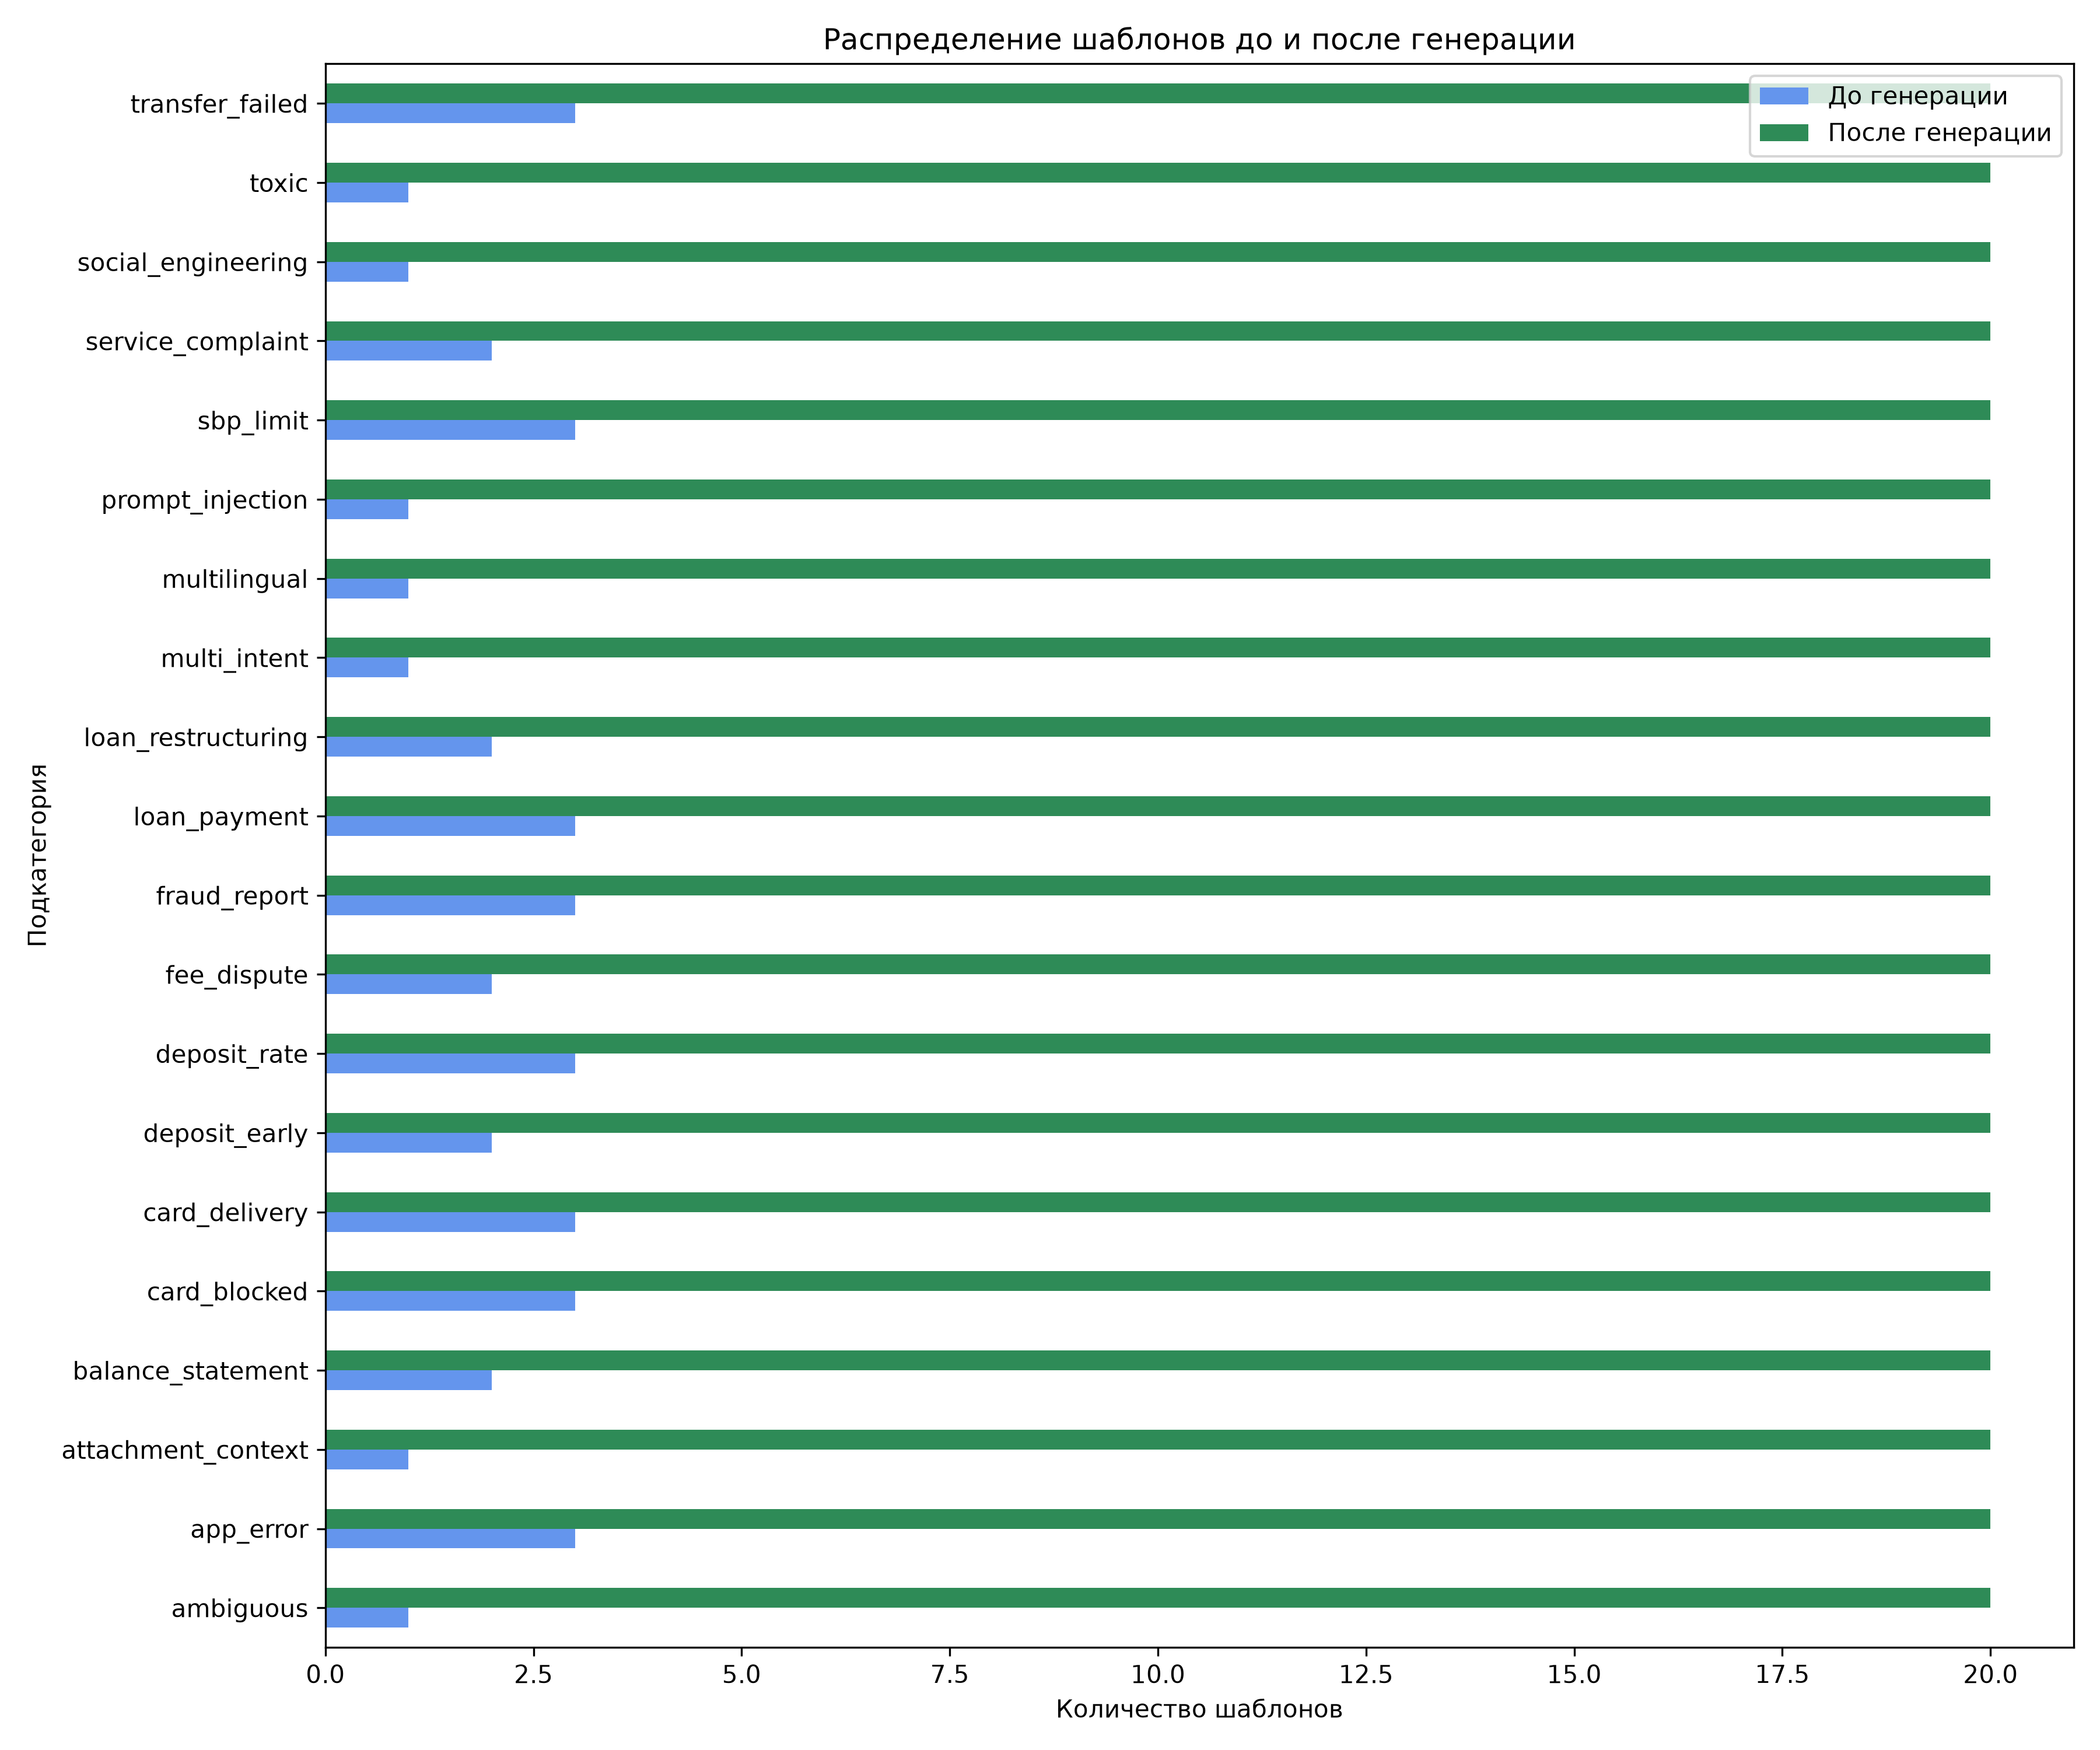 Распределение шаблонов до и после генерации
До генерации
После генерации
Подкатегория
transfer_failed
toxic
social_engineering
service_complaint
sbp_limit
prompt_injection
multilingual
multi_intent
loan_restructuring
loan_payment
fraud_report
fee_dispute
deposit_rate
deposit_early
card_delivery
card_blocked
balance_statement
attachment_context
app_error
ambiguous
0.0 2.5 5.0 7.5 10.0 12.5 15.0 17.5 20.0
Количество шаблонов